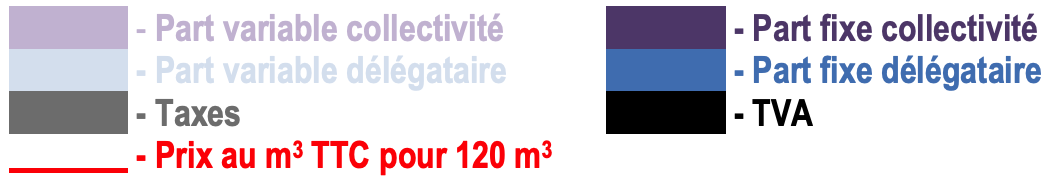 - Part variable collectivité
- Part variable délégataire
- Taxes
- Prix au m³ TTC pour 120 m³
- Part fixe collectivité
- Part fixe délégataire
- TVA